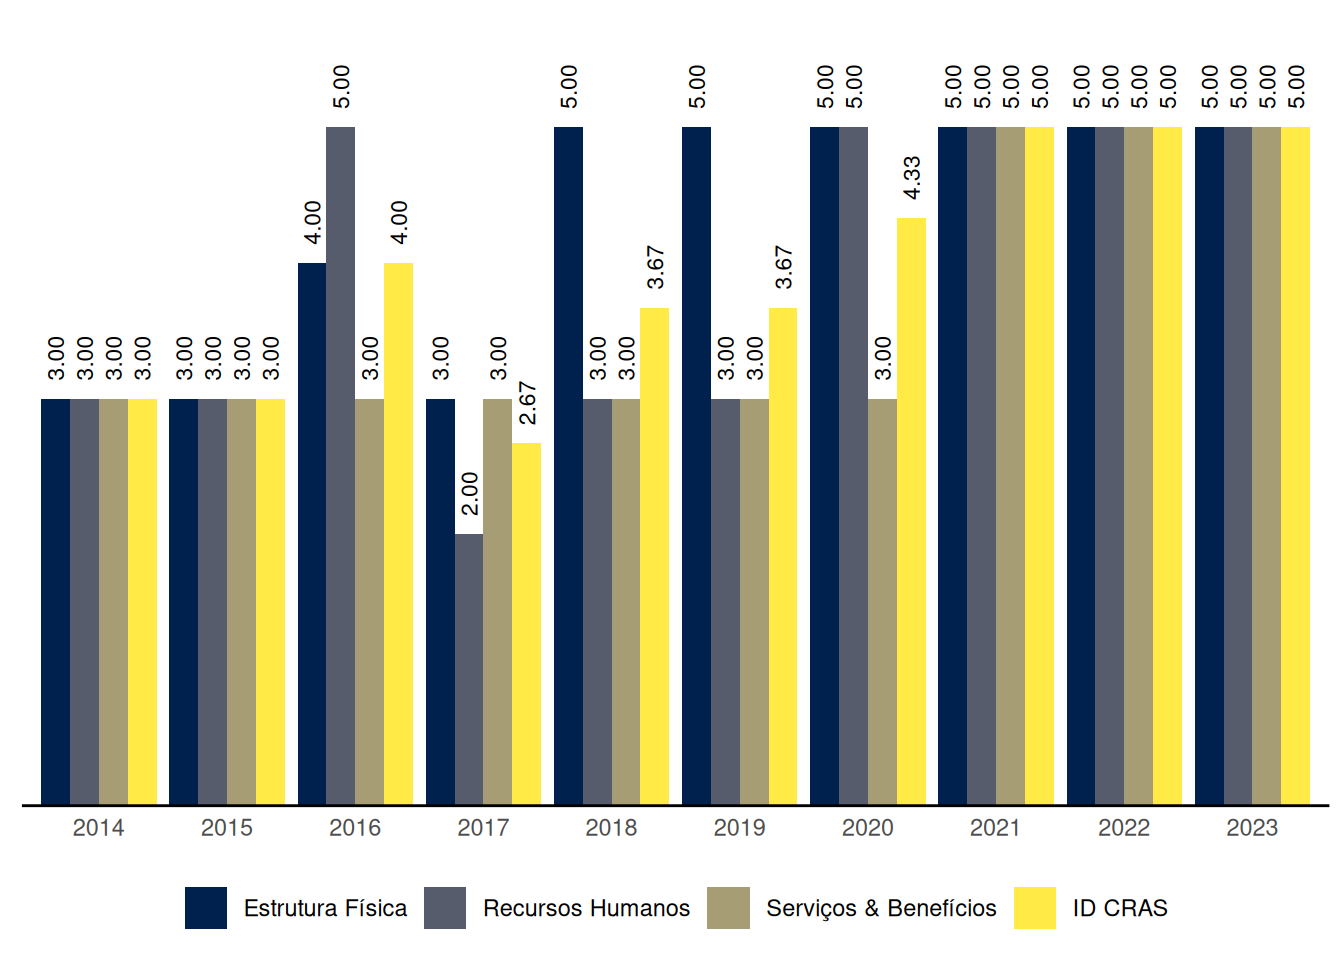 5.00 5.00 5.00 5.00 5.00 5.00 5.00 5.00 5.00 5.00 5.00 5.00 5.00 5.00 5.00 5.00 5.00
4.33
4.00 4.00
3.67 3.67
3.00 3.00 3.00 3.00 3.00 3.00 3.00 3.00 3.00 3.00 3.00 3.00 3.00 3.00 3.00 3.00
2.67
2.00
2014 2015 2016 2017 2018 2019 2020 2021 2022 2023
Estrutura Física Recursos Humanos Serviços & Benefícios ID CRAS